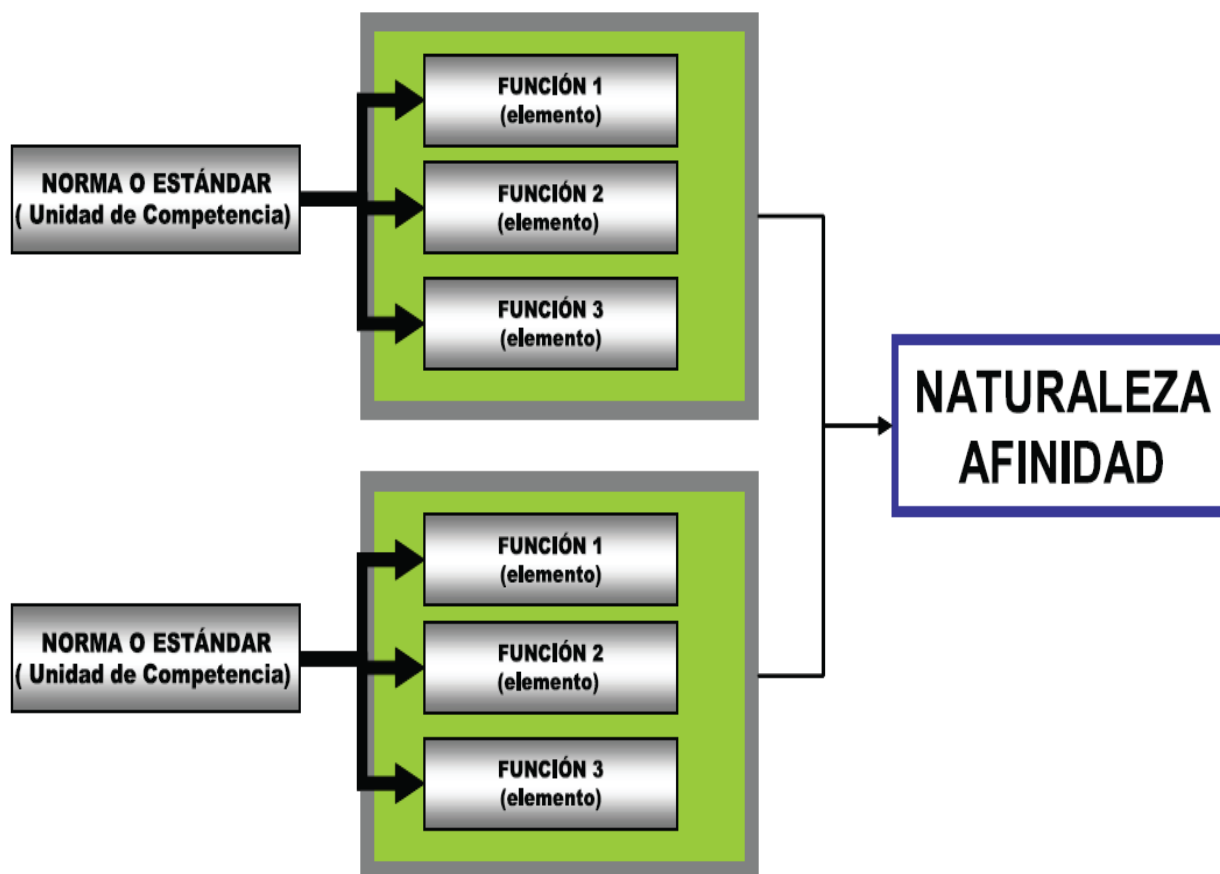 FUNCIÓN 1
(elemento)
NORMA O ESTÁNDAR
( Unidad de Competencia)
FUNCIÓN 2
(elemento)
FUNCIÓN 3
(elemento)
NATURALEZA
AFINIDAD
FUNCIÓN 1
(elemento)
NORMA O ESTÁNDAR
( Unidad de Competencia)
FUNCIÓN 2
(elemento)
FUNCIÓN 3
(elemento)